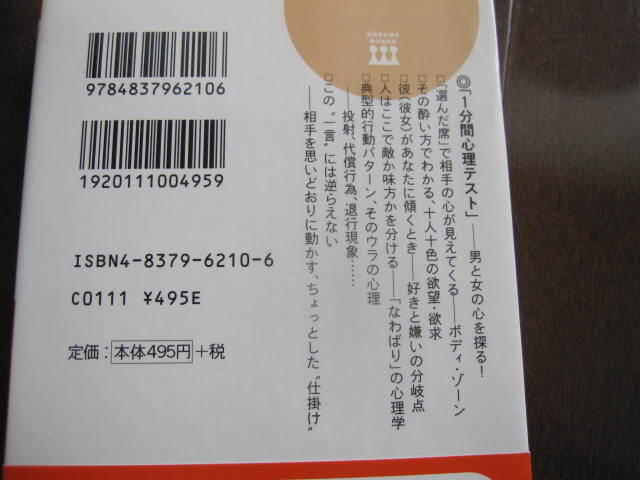 OHSAMA
BUNKO
◎「1分間心理テスト」――男と女の心を探る!
□「選んだ席」で相手の心が見えてくる――ボディ・ゾーン
□その酔い方でわかる、十人十色の欲望・欲求
□彼(彼女)があなたに傾くとき――好きと嫌いの分岐点
□人はここで敵か味方かを分ける――「なわばり」の心理学
□典型的行動パターン、そのウラの心理
――投射、代償行為、退行現象……
□この〝一言〟には逆らえない
――相手を思いどおりに動かす、ちょっとした〝仕掛け〟
9784837962106
1920111004959
ISBN4-8379-6210-6
C0111 ¥495E
定価：本体495円+税